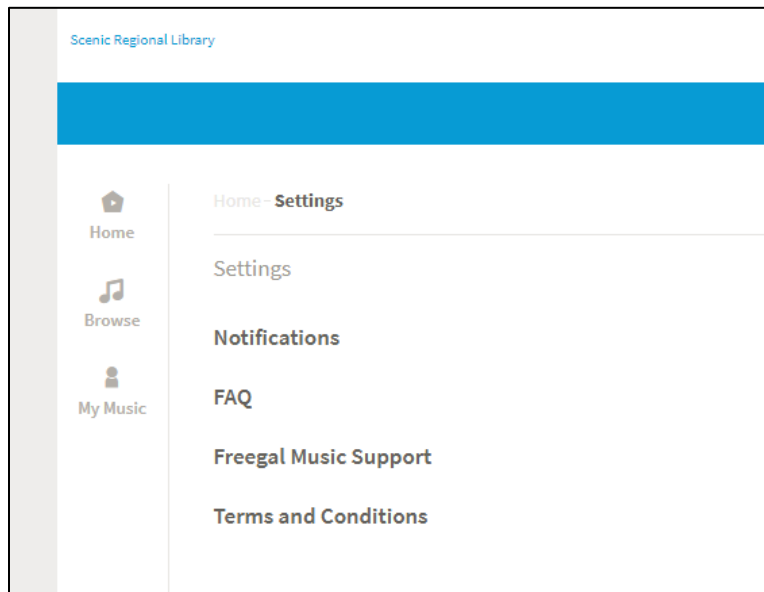 Scenic Regional Library
Home
Browse
My Music
Home - Settings
Settings
Notifications
FAQ
Freegal Music Support
Terms and Conditions